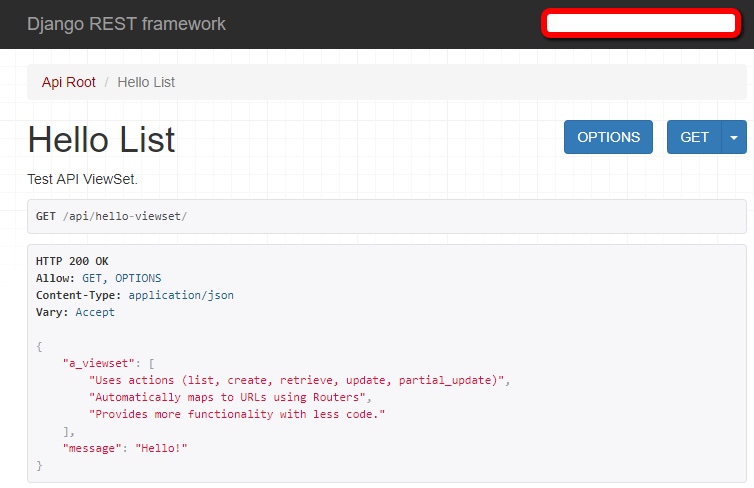 Django REST framework
Api Root / Hello List
Hello List
OPTIONS
GET
Test API ViewSet.
GET /api/hello-viewset/
HTTP 200 OK
Allow: GET, OPTIONS
Content-Type: application/json
Vary: Accept
{
    "a_viewset": [
        "Uses actions (list, create, retrieve, update, partial_update)",
        "Automatically maps to URLs using Routers",
        "Provides more functionality with less code."
    ],
    "message": "Hello!"
}